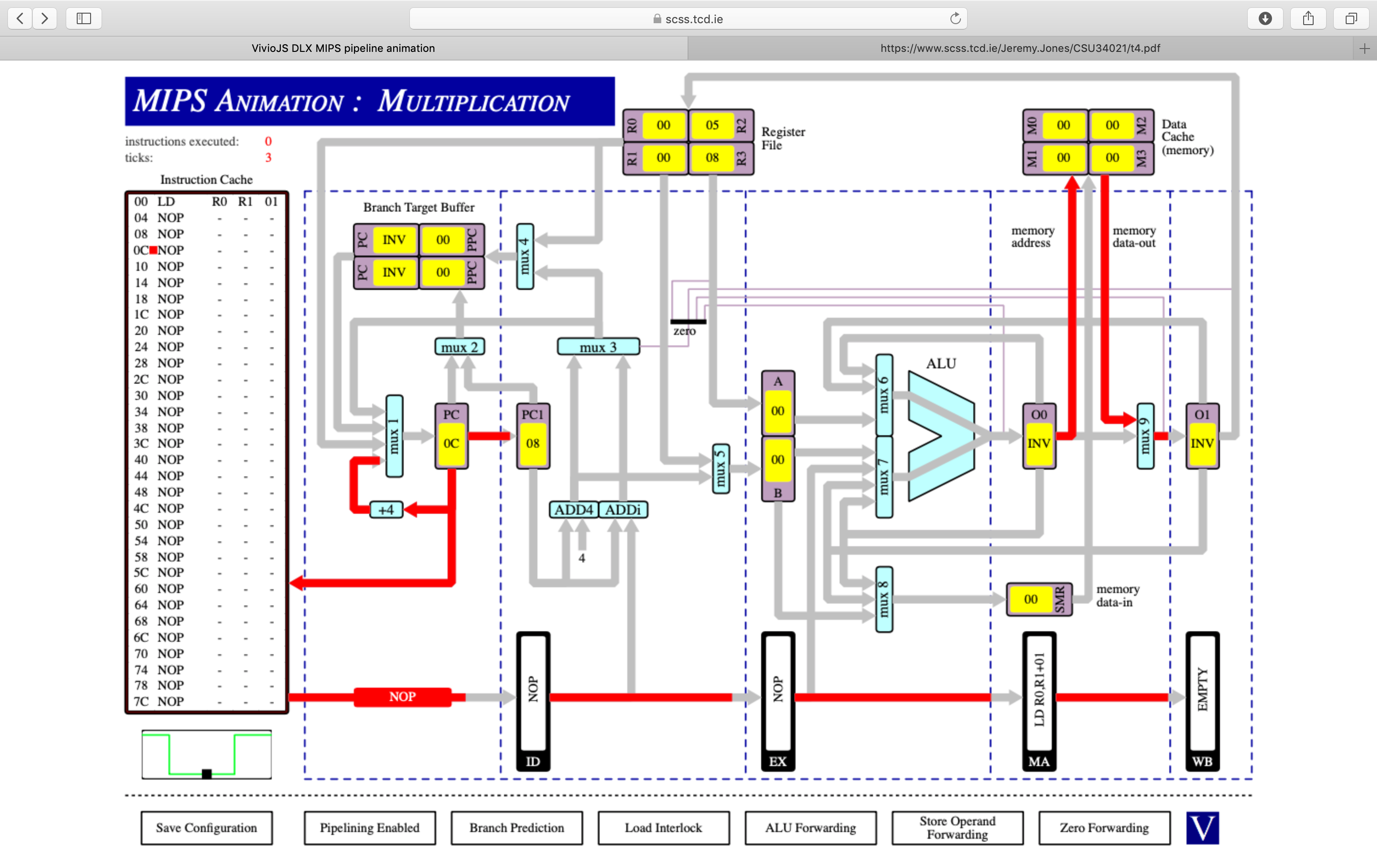 scss.tcd.ie
VivioJS DLX MIPS pipeline animation
https://www.scss.tcd.ie/Jeremy.Jones/CSU34021/t4.pdf
MIPS ANIMATION : MULTIPLICATION
instructions executed: 0
ticks: 3
Instruction Cache
00 LD R0 R1 01
04 NOP - - -
08 NOP - - -
0C NOP - - -
10 NOP - - -
14 NOP - - -
18 NOP - - -
1C NOP - - -
20 NOP - - -
24 NOP - - -
28 NOP - - -
2C NOP - - -
30 NOP - - -
34 NOP - - -
38 NOP - - -
3C NOP - - -
40 NOP - - -
44 NOP - - -
48 NOP - - -
4C NOP - - -
50 NOP - - -
54 NOP - - -
58 NOP - - -
5C NOP - - -
60 NOP - - -
64 NOP - - -
68 NOP - - -
6C NOP - - -
70 NOP - - -
74 NOP - - -
78 NOP - - -
7C NOP - - -
R0 00 05 R2
R1 00 08 R3
Register
File
M0 00 00 M2
M1 00 00 M3
Data
Cache
(memory)
Branch Target Buffer
PC INV 00 PPC
PC INV 00 PPC
mux 4
memory
address
memory
data-out
zero
mux 2
mux 3
mux 1
PC
0C
PC1
08
+4
ADD4
ADDi
4
mux 5
A
00
00
B
mux 6
mux 7
ALU
O0
INV
mux 9
O1
INV
mux 8
00 SMR
memory
data-in
NOP
NOP
ID
NOP
EX
LD R0,R1+01
MA
EMPTY
WB
Save Configuration
Pipelining Enabled
Branch Prediction
Load Interlock
ALU Forwarding
Store Operand
Forwarding
Zero Forwarding
V